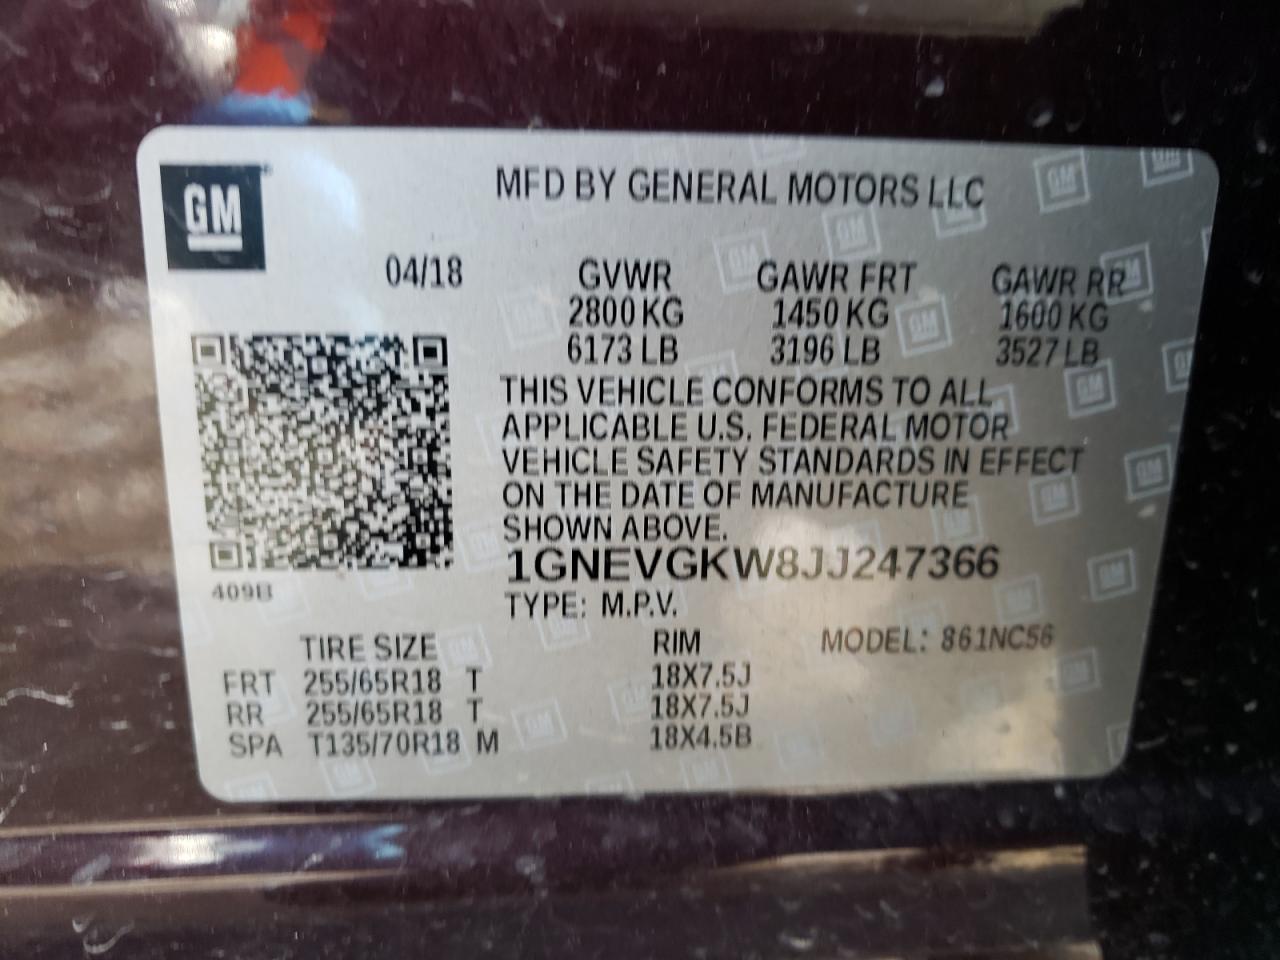 GM
MFD BY GENERAL MOTORS LLC
04/18 GVWR GAWR FRT GAWR RR
2800 KG 1450 KG 1600 KG
6173 LB 3196 LB 3527 LB
THIS VEHICLE CONFORMS TO ALL
APPLICABLE U.S. FEDERAL MOTOR
VEHICLE SAFETY STANDARDS IN EFFECT
ON THE DATE OF MANUFACTURE
SHOWN ABOVE.
1GNEVGKW8JJ247366
409B
TYPE: M.P.V.
TIRE SIZE RIM MODEL: 861NC56
FRT 255/65R18 T 18X7.5J
RR 255/65R18 T 18X7.5J
SPA T135/70R18 M 18X4.5B